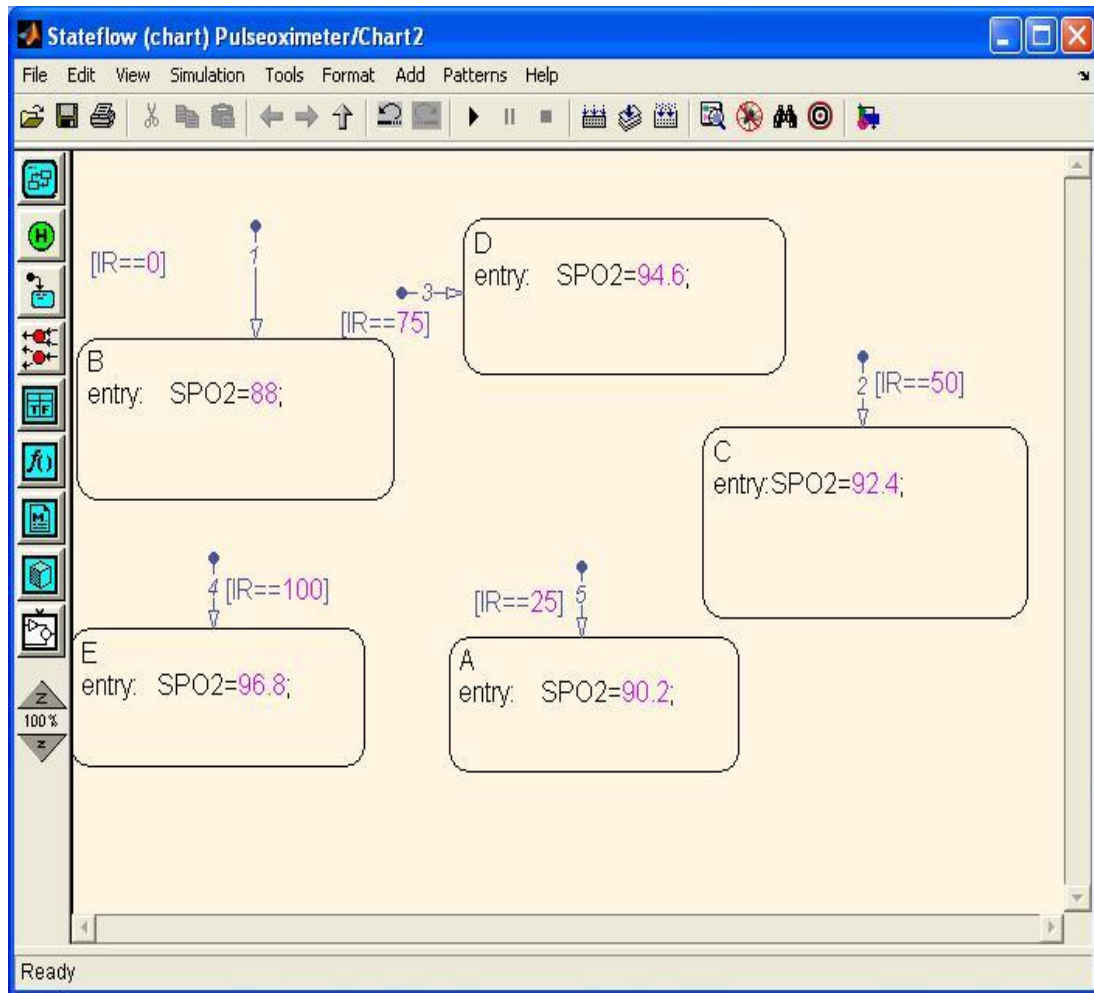 Stateflow (chart) Pulseoximeter/Chart2
File Edit View Simulation Tools Format Add Patterns Help
H
TF
f()
M
Z
100 %
Z
[IR==0]
1
B
entry: SPO2=88;
3
[IR==75]
D
entry: SPO2=94.6;
2 [IR==50]
C
entry:SPO2=92.4;
4 [IR==100]
E
entry: SPO2=96.8;
[IR==25] 5
A
entry: SPO2=90.2;
Ready